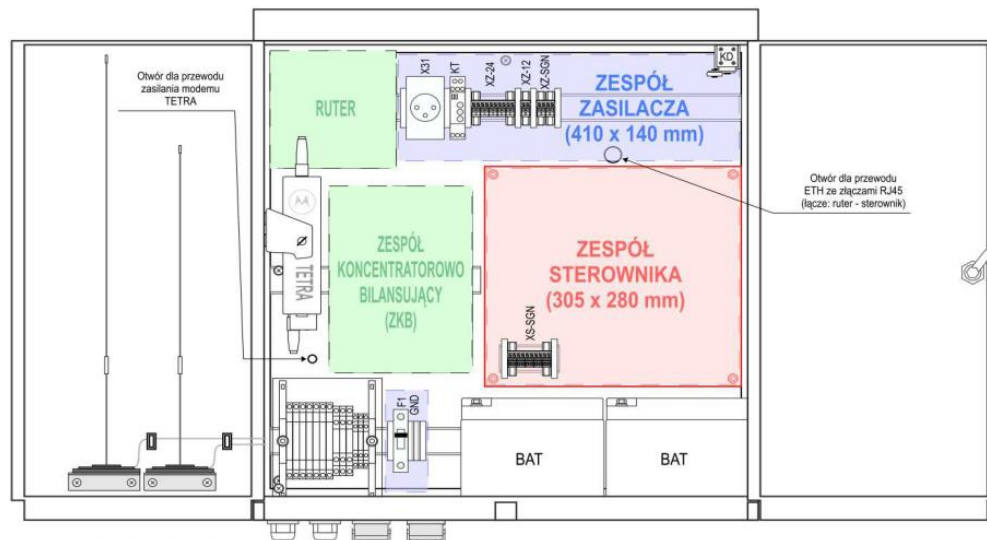 Otwór dla przewodu
zasilania modemu
TETRA
RUTER
X31
KT
XZ-24
XZ-12
XZ-SGN
ZESPÓŁ
ZASILACZA
(410 x 140 mm)
KD
Otwór dla przewodu
ETH ze złączami RJ45
(łącze: ruter - sterownik)
TETRA
ZESPÓŁ
KONCENTRATOROWO
BILANSUJĄCY
(ZKB)
ZESPÓŁ
STEROWNIKA
(305 x 280 mm)
XS-SGN
F1
GND
BAT
BAT